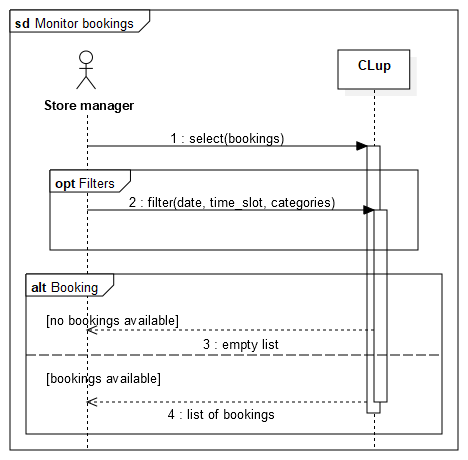 sd Monitor bookings
CLup
Store manager
1 : select(bookings)
opt Filters
2 : filter(date, time_slot, categories)
alt Booking
[no bookings available]
3 : empty list
[bookings available]
4 : list of bookings